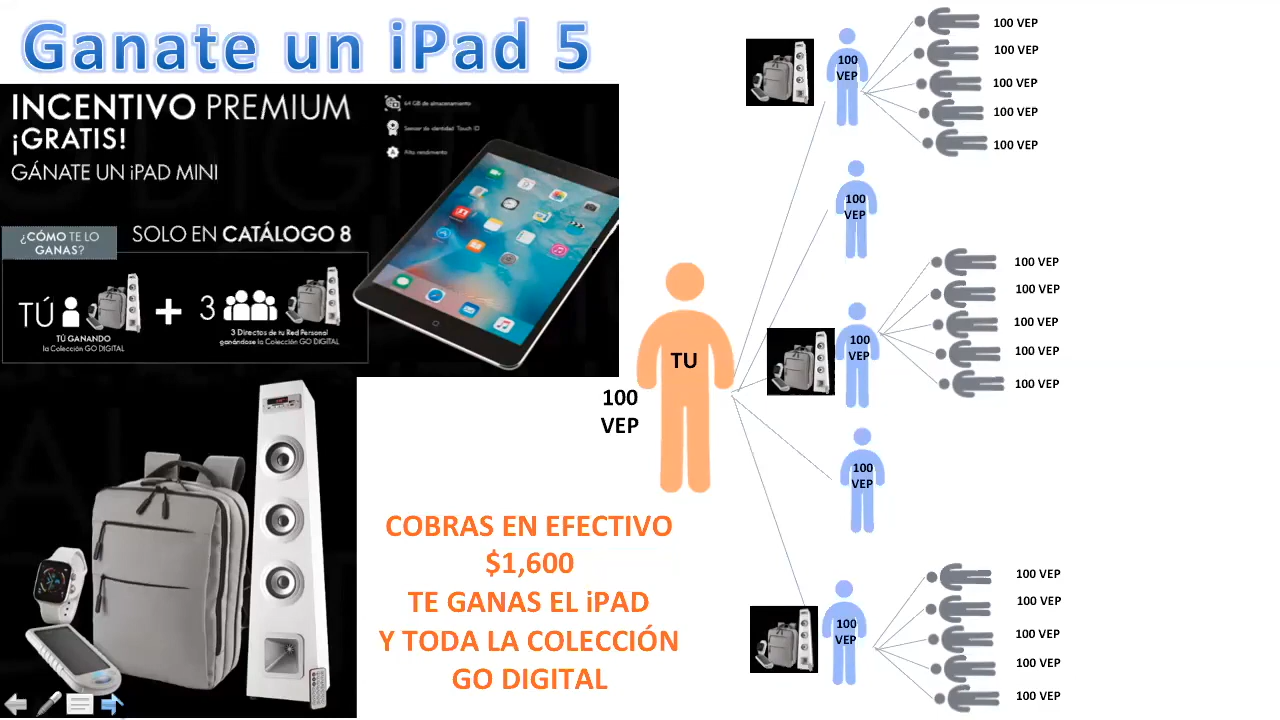 Ganate un iPad 5
INCENTIVO PREMIUM
¡GRATIS!
GÁNATE UN iPAD MINI
64 GB de almacenamiento
Sensor de identidad Touch ID
Alto rendimiento
¿CÓMO TE LO
GANAS?
SOLO EN CATÁLOGO 8
TÚ
+
3
TÚ GANANDO
la Colección GO DIGITAL
3 Directos de tu Red Personal
ganándose la Colección GO DIGITAL
COBRAS EN EFECTIVO
$1,600
TE GANAS EL iPAD
Y TODA LA COLECCIÓN
GO DIGITAL
TU
100
VEP
100
VEP
100 VEP
100 VEP
100 VEP
100 VEP
100 VEP
100
VEP
100
VEP
100 VEP
100 VEP
100 VEP
100 VEP
100 VEP
100
VEP
100
VEP
100 VEP
100 VEP
100 VEP
100 VEP
100 VEP